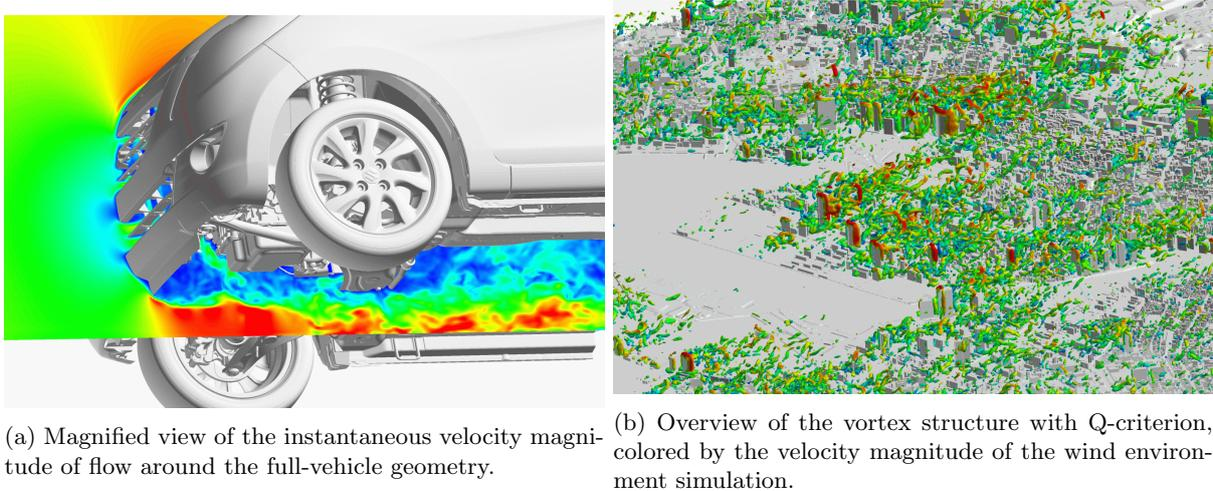 (a) Magnified view of the instantaneous velocity magni-
tude of flow around the full-vehicle geometry.
(b) Overview of the vortex structure with Q-criterion,
colored by the velocity magnitude of the wind environ-
ment simulation.